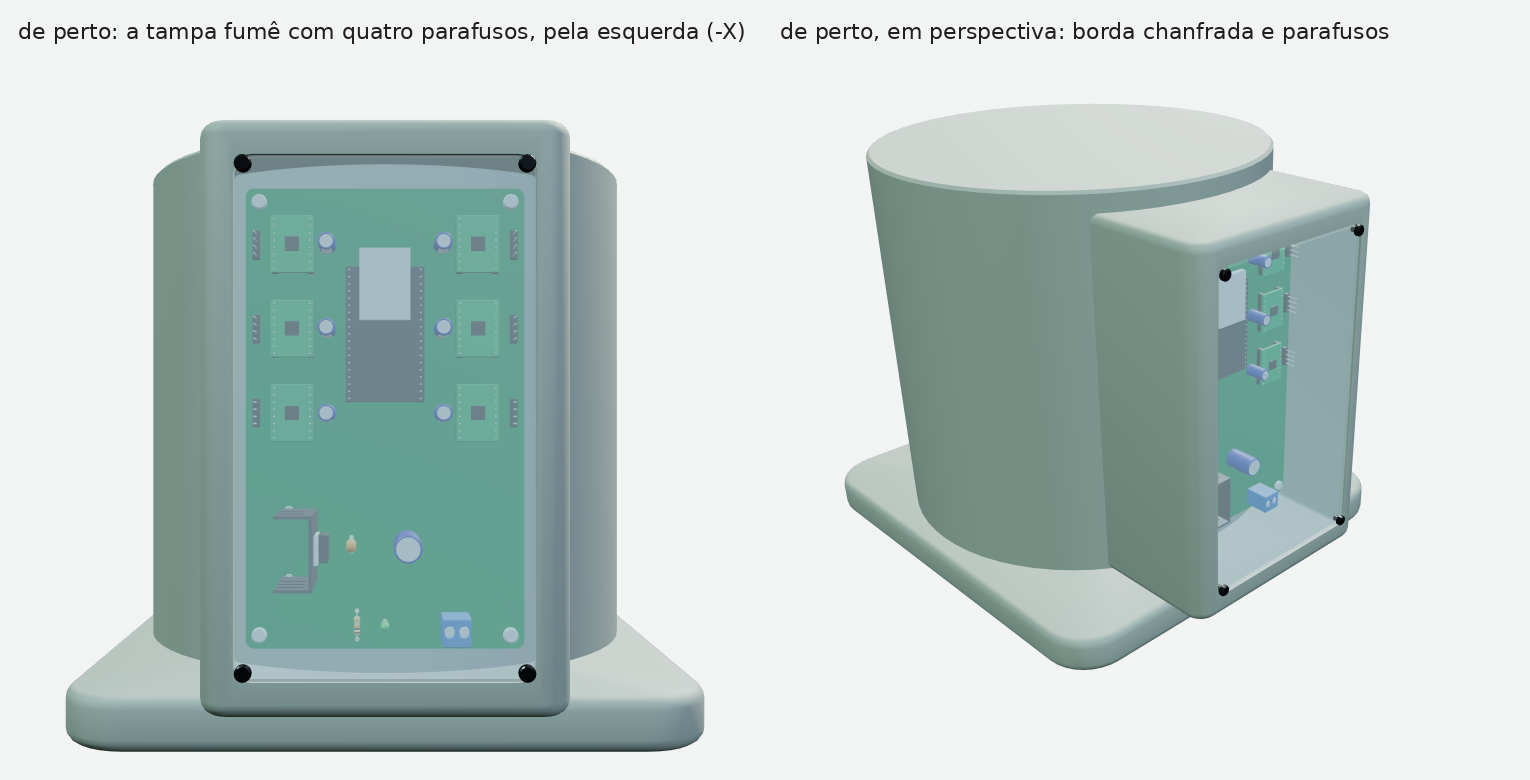 de perto: a tampa fumê com quatro parafusos, pela esquerda (-X)
de perto, em perspectiva: borda chanfrada e parafusos